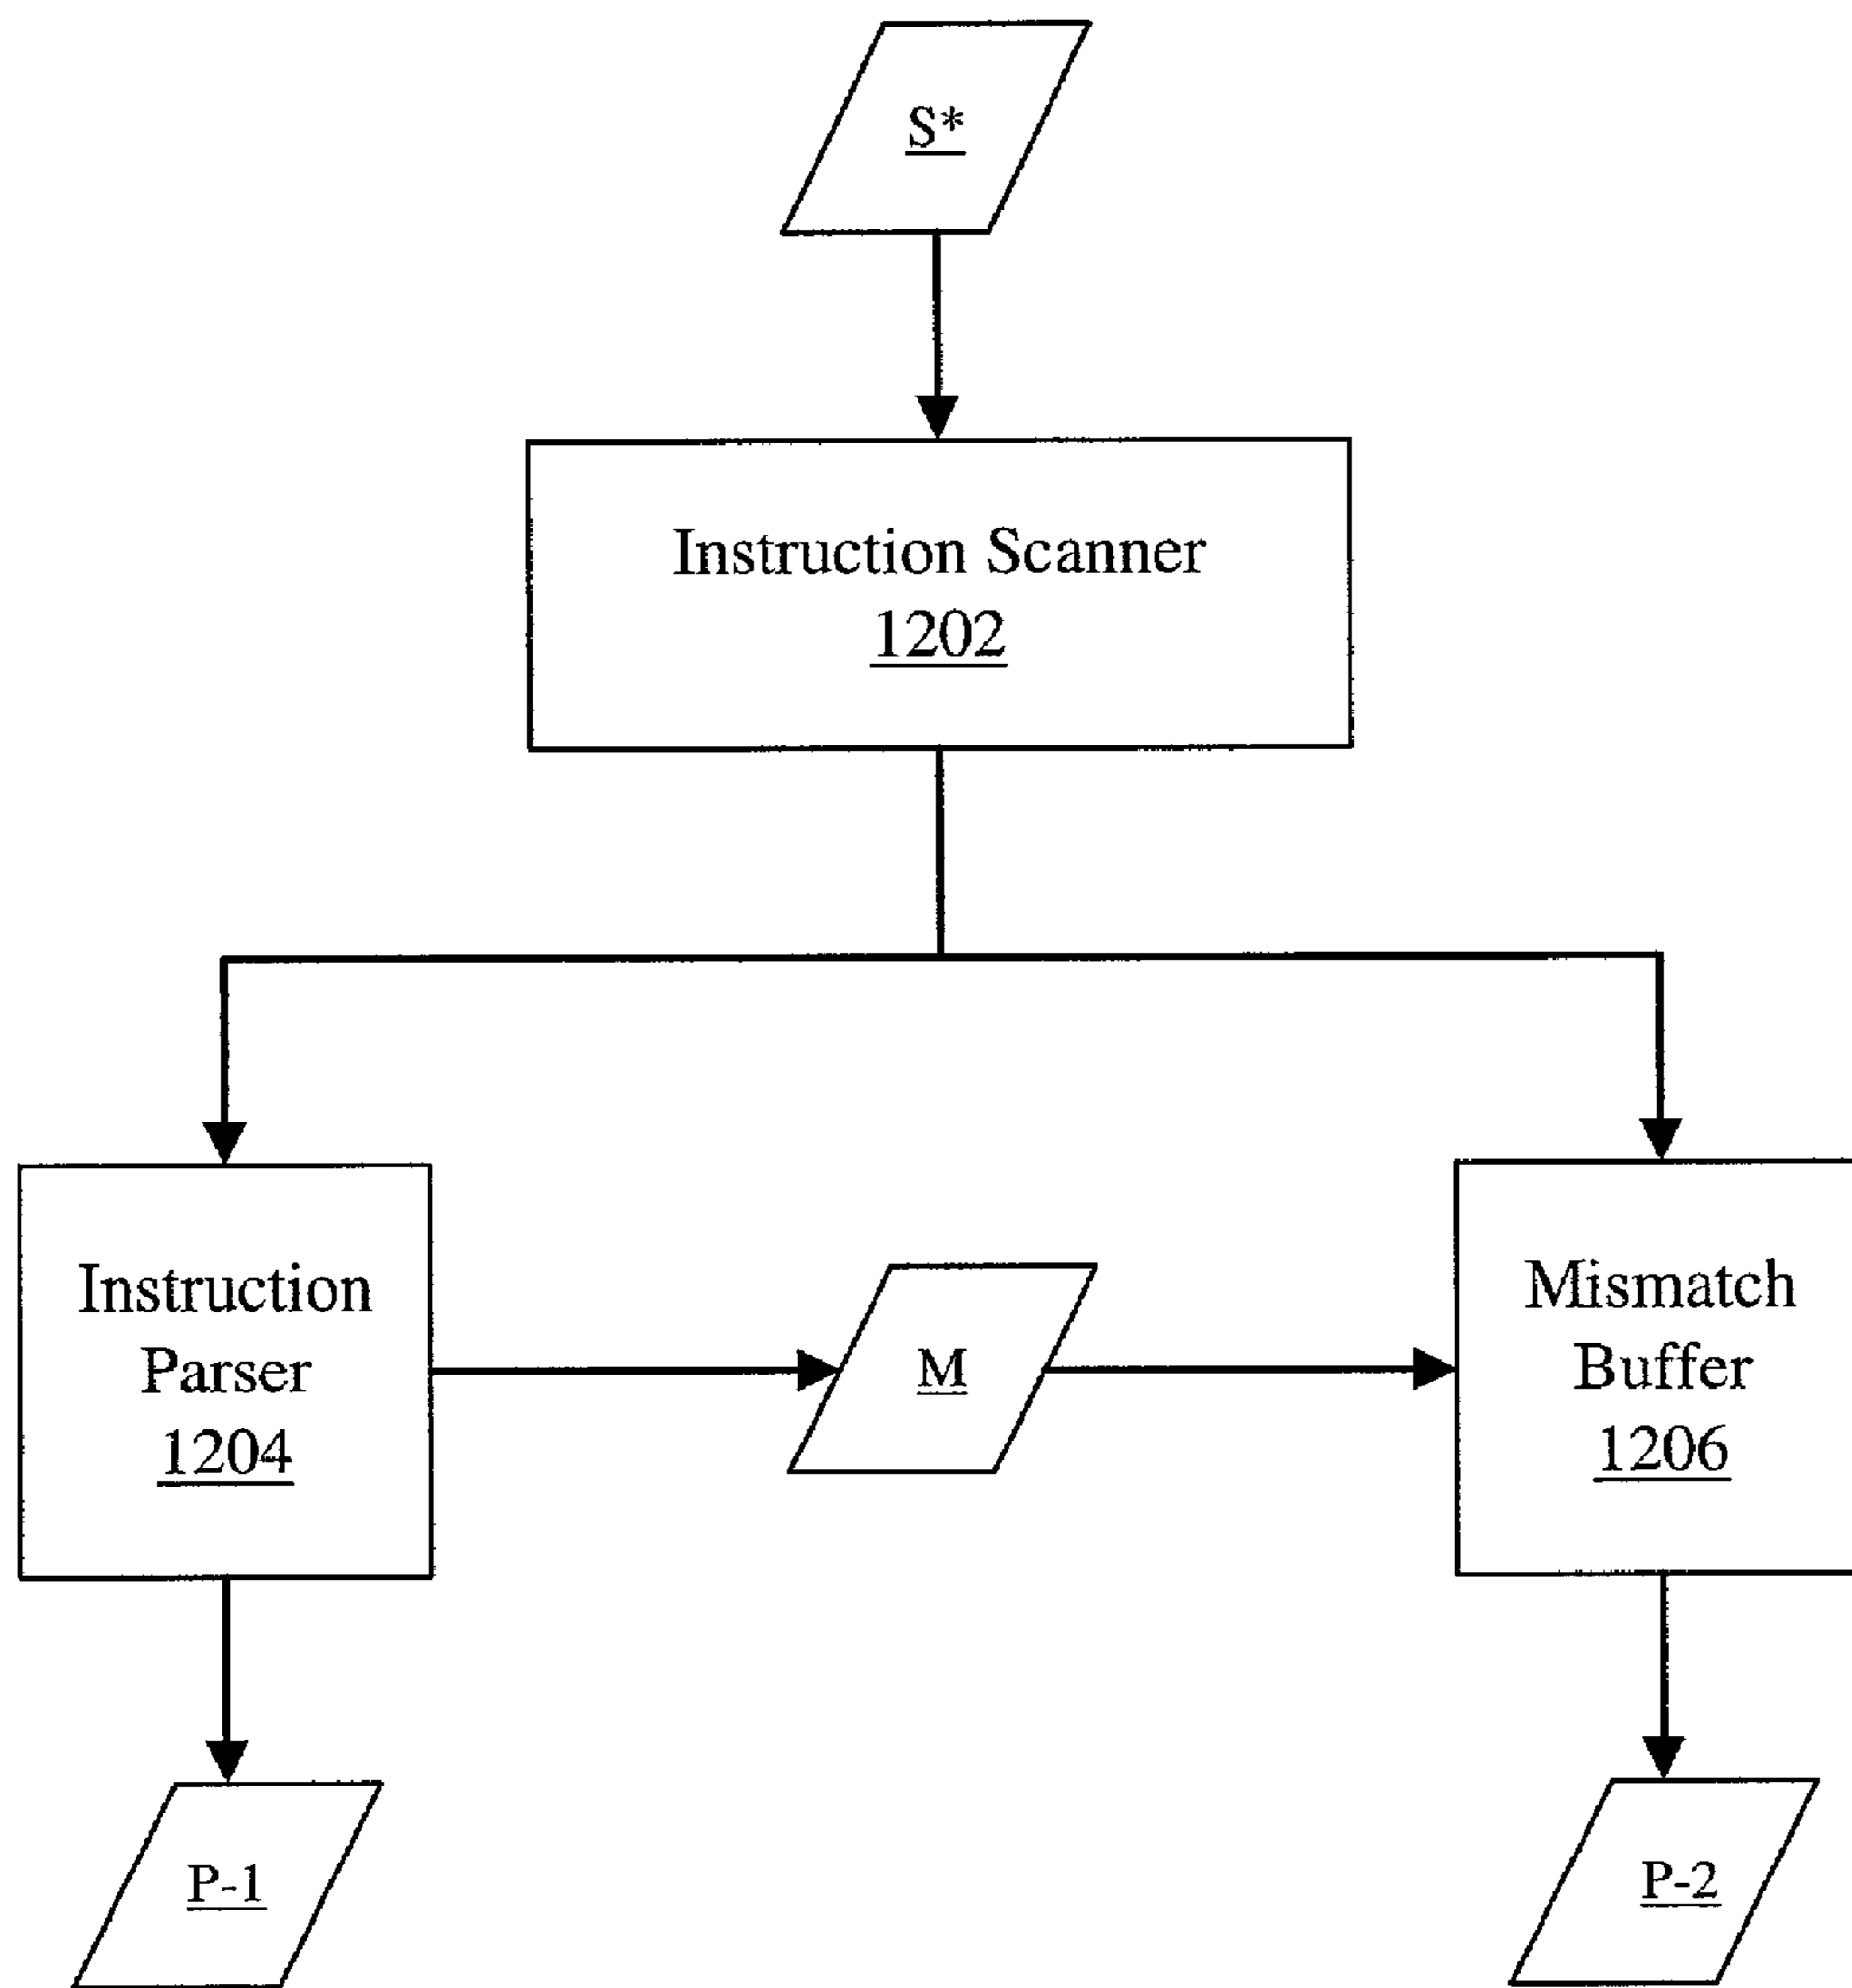 S*
Instruction Scanner
1202
Instruction
Parser
1204
M
Mismatch
Buffer
1206
P-1
P-2